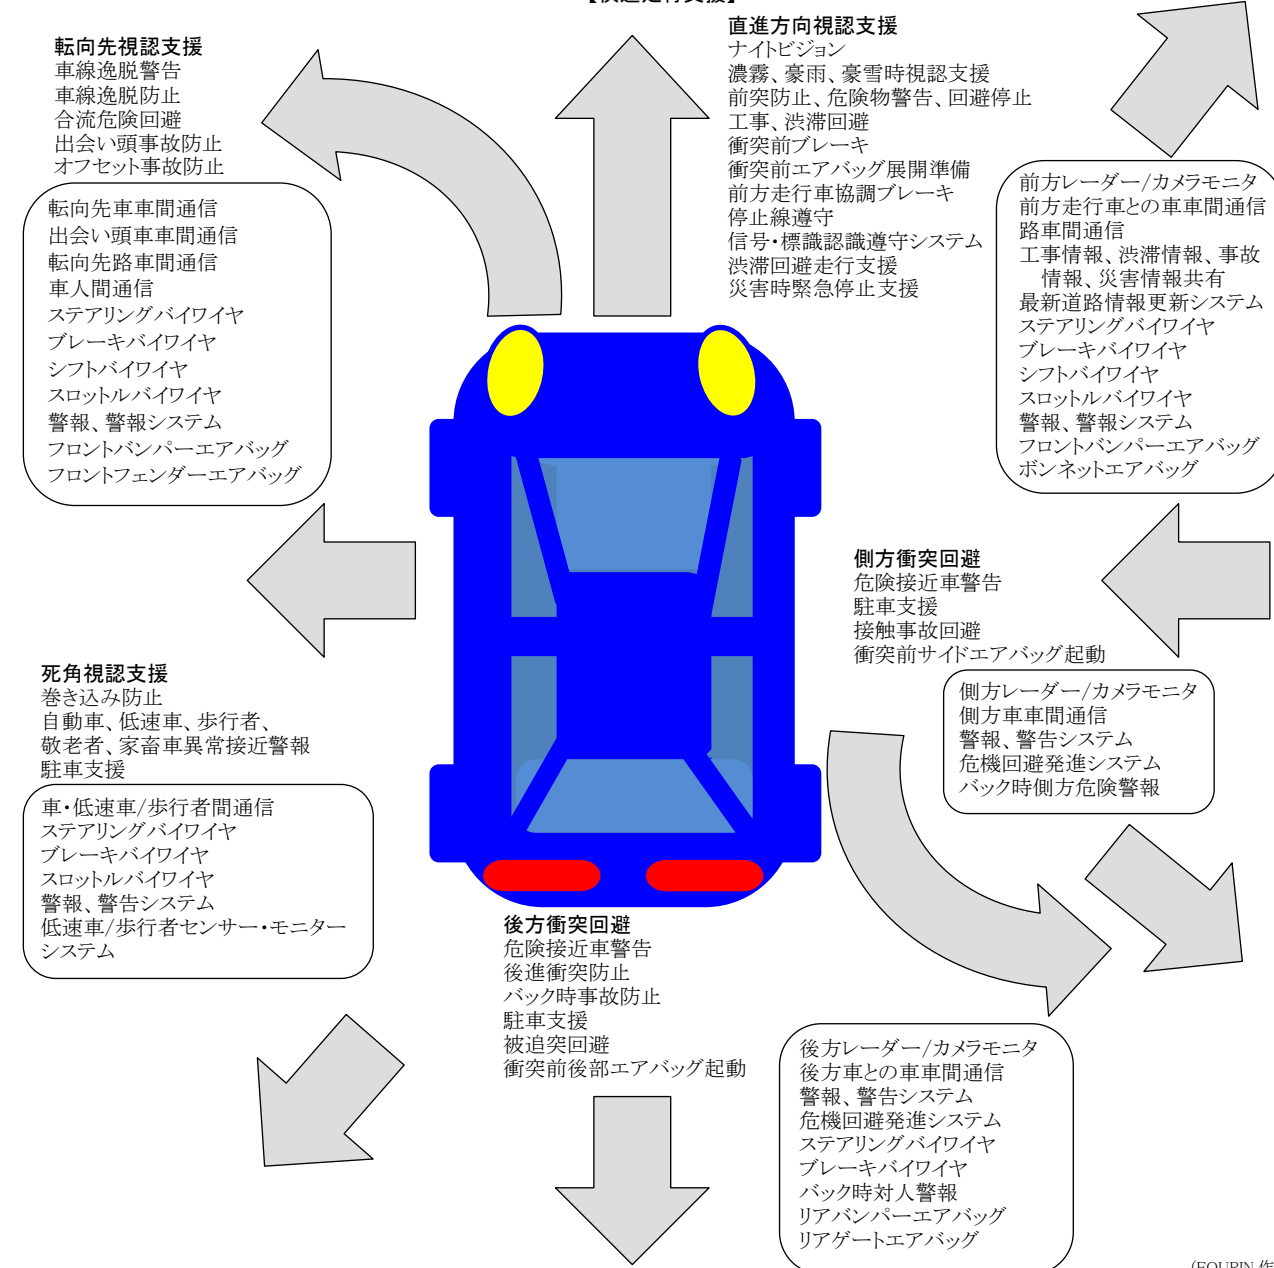 走行支援】
転向先視認支援
車線逸脱警告
車線逸脱防止
合流危険回避
出会い頭事故防止
オフセット事故防止
転向先車車間通信
出会い頭車車間通信
転向先路車間通信
車人間通信
ステアリングバイワイヤ
ブレーキバイワイヤ
シフトバイワイヤ
スロットルバイワイヤ
警報、警報システム
フロントバンパーエアバッグ
フロントフェンダーエアバッグ
直進方向視認支援
ナイトビジョン
濃霧、豪雨、豪雪時視認支援
前突防止、危険物警告、回避停止
工事、渋滞回避
衝突前ブレーキ
衝突前エアバッグ展開準備
前方走行車協調ブレーキ
停止線遵守
信号・標識認識遵守システム
渋滞回避走行支援
災害時緊急停止支援
前方レーダー/カメラモニタ
前方走行車との車車間通信
路車間通信
工事情報、渋滞情報、事故
情報、災害情報共有
最新道路情報更新システム
ステアリングバイワイヤ
ブレーキバイワイヤ
シフトバイワイヤ
スロットルバイワイヤ
警報、警報システム
フロントバンパーエアバッグ
ボンネットエアバッグ
側方衝突回避
危険接近車警告
駐車支援
接触事故回避
衝突前サイドエアバッグ起動
側方レーダー/カメラモニタ
側方車車間通信
警報、警告システム
危機回避発進システム
バック時側方危険警報
死角視認支援
巻き込み防止
自動車、低速車、歩行者、
敬老者、家畜車異常接近警報
駐車支援
車・低速車/歩行者間通信
ステアリングバイワイヤ
ブレーキバイワイヤ
スロットルバイワイヤ
警報、警告システム
低速車/歩行者センサー・モニター
システム
後方衝突回避
危険接近車警告
後進衝突防止
バック時事故防止
駐車支援
被追突回避
衝突前後部エアバッグ起動
後方レーダー/カメラモニタ
後方車との車車間通信
警報、警告システム
危機回避発進システム
ステアリングバイワイヤ
ブレーキバイワイヤ
バック時対人警報
リアバンパーエアバッグ
リアゲートエアバッグ
(FOURIN 作